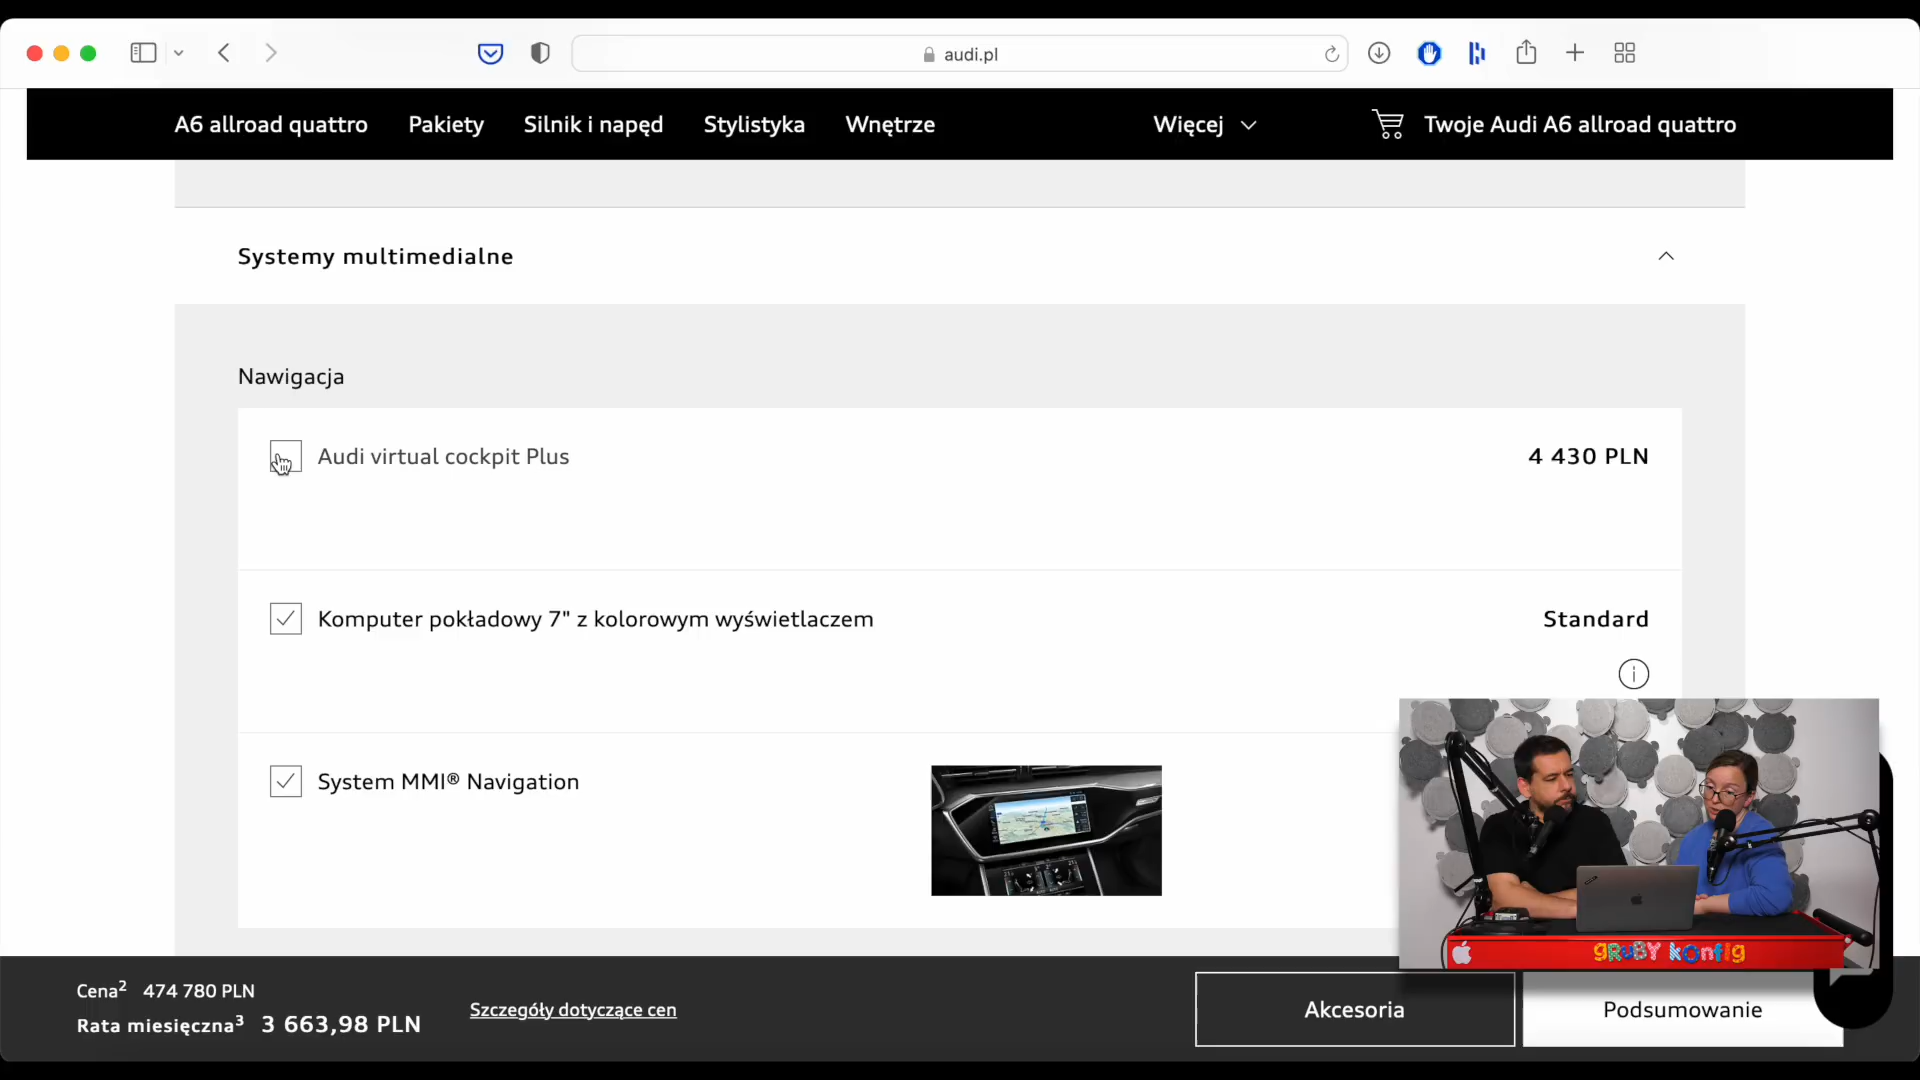 audi.pl
A6 allroad quattro Pakiety Silnik i napęd Stylistyka Wnętrze Więcej Twoje Audi A6 allroad quattro
Systemy multimedialne
Nawigacja
Audi virtual cockpit Plus 4 430 PLN
Komputer pokładowy 7" z kolorowym wyświetlaczem Standard
System MMI® Navigation
gRuBY konfig
Cena2 474 780 PLN
Rata miesięczna3 3 663,98 PLN
Szczegóły dotyczące cen
Akcesoria
Podsumowanie